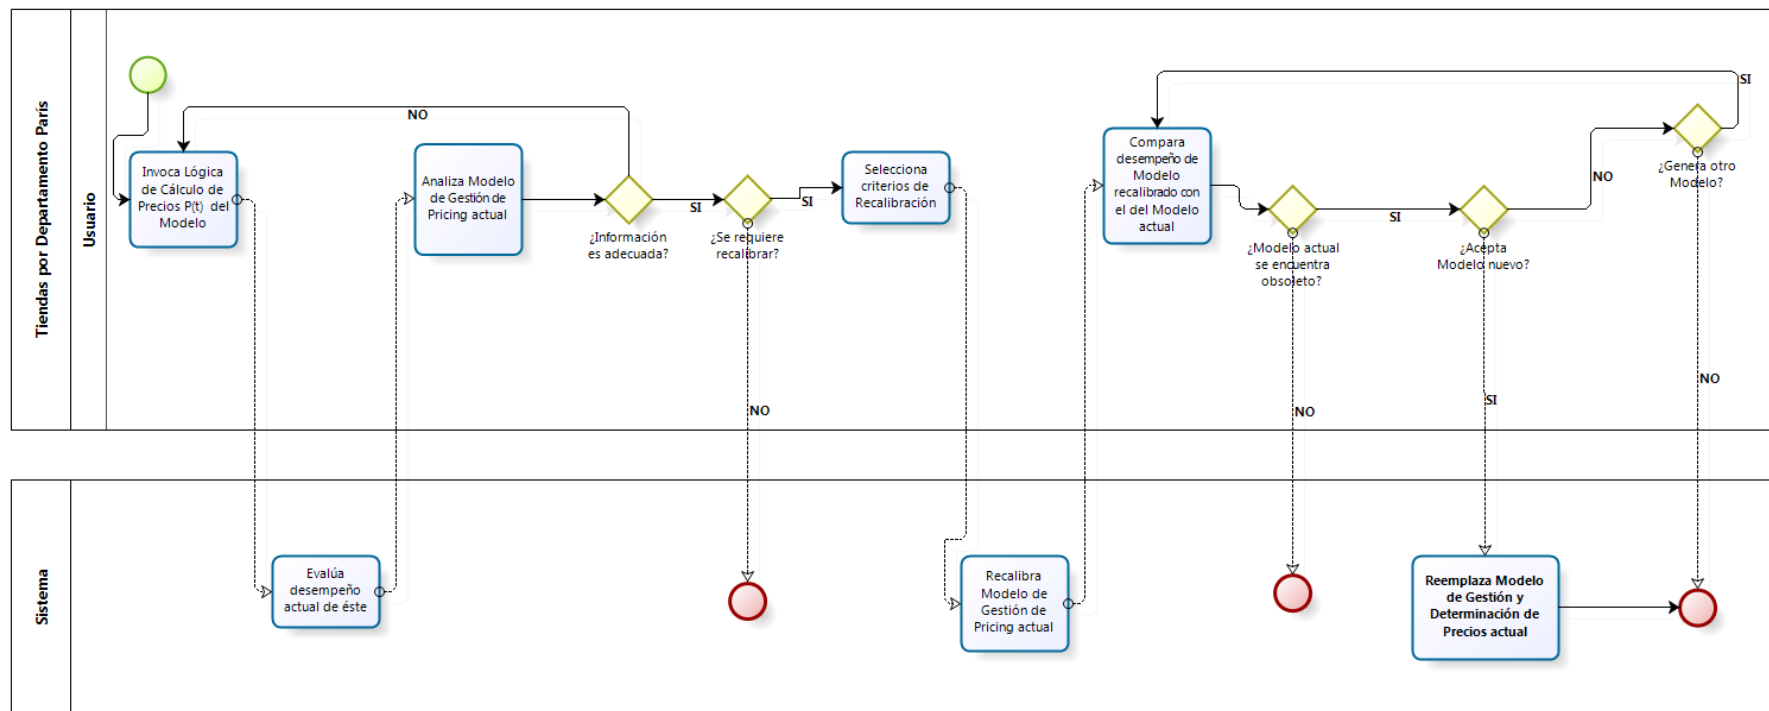 Tiendas por Departamento París
Usuario
Invoca Lógica
de Cálculo de
Precios P(t) del
Modelo
NO
Analiza Modelo
de Gestión de
Pricing actual
¿Información
es adecuada?
SI
¿Se requiere
recalibrar?
SI
NO
Selecciona
criterios de
Recalibración
Compara
desempeño de
Modelo
recalibrado con
el del Modelo
actual
¿Modelo actual
se encuentra
obsoleto?
SI
NO
¿Acepta
Modelo nuevo?
NO
SI
¿Genera otro
Modelo?
SI
NO
Sistema
Evalúa
desempeño
actual de éste
Recalibra
Modelo de
Gestión de
Pricing actual
Reemplaza Modelo
de Gestión y
Determinación de
Precios actual